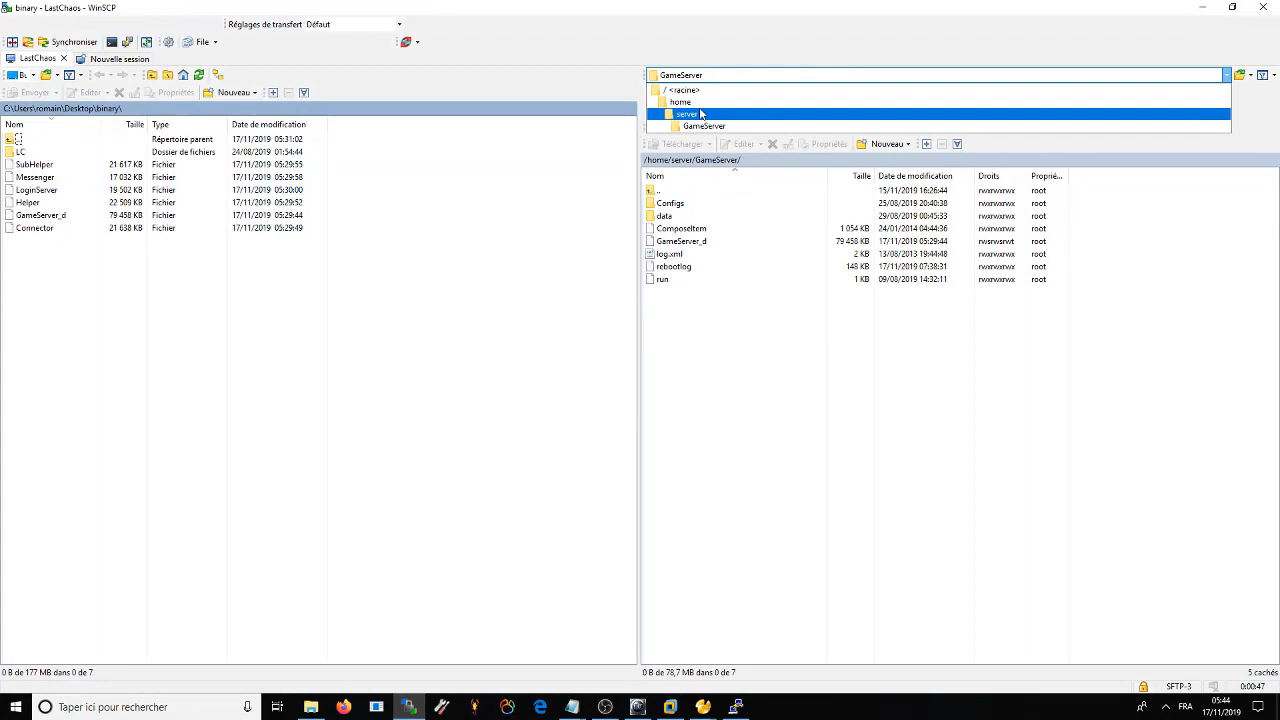 binary - LastChaos - WinSCP
Réglages de transfert Défaut
Synchroniser File
LastChaos Nouvelle session
GameServer
/ <racine>
home
server
GameServer
Envoyer Editer Propriétés Nouveau
Télécharger Editer Propriétés Nouveau
C:\Users\romain\Desktop\binary\
Nom Taille Type Date de modification
.. Répertoire parent 17/11/2019 05:31:02
LC Dossier de fichiers 24/08/2019 01:54:44
SubHelper 21 617 KB Fichier 17/11/2019 05:29:55
Messenger 17 032 KB Fichier 17/11/2019 05:29:58
LoginServer 19 502 KB Fichier 17/11/2019 05:30:00
Helper 22 509 KB Fichier 17/11/2019 05:29:52
GameServer_d 79 458 KB Fichier 17/11/2019 05:29:44
Connector 21 638 KB Fichier 17/11/2019 05:29:49
/home/server/GameServer/
Nom Taille Date de modification Droits Proprié...
.. 15/11/2019 16:26:44 rwxrwxrwx root
Configs 25/08/2019 20:40:38 rwxrwxrwx root
data 29/08/2019 00:45:33 rwxrwxrwx root
ComposeItem 1 054 KB 24/01/2014 04:44:36 rwxrwxrwx root
GameServer_d 79 458 KB 17/11/2019 05:29:44 rwsrwsrwt root
log.xml 2 KB 13/08/2013 19:44:48 rwxrwxrwx root
rebootlog 148 KB 17/11/2019 07:38:31 rwxrwxrwx root
run 1 KB 09/08/2019 14:32:11 rwxrwxrwx root
0 B de 177 MB dans 0 de 7
0 B de 78,7 MB dans 0 de 7 5 cachés
SFTP-3 0:00:47
Taper ici pour rechercher
FRA 05:44
17/11/2019